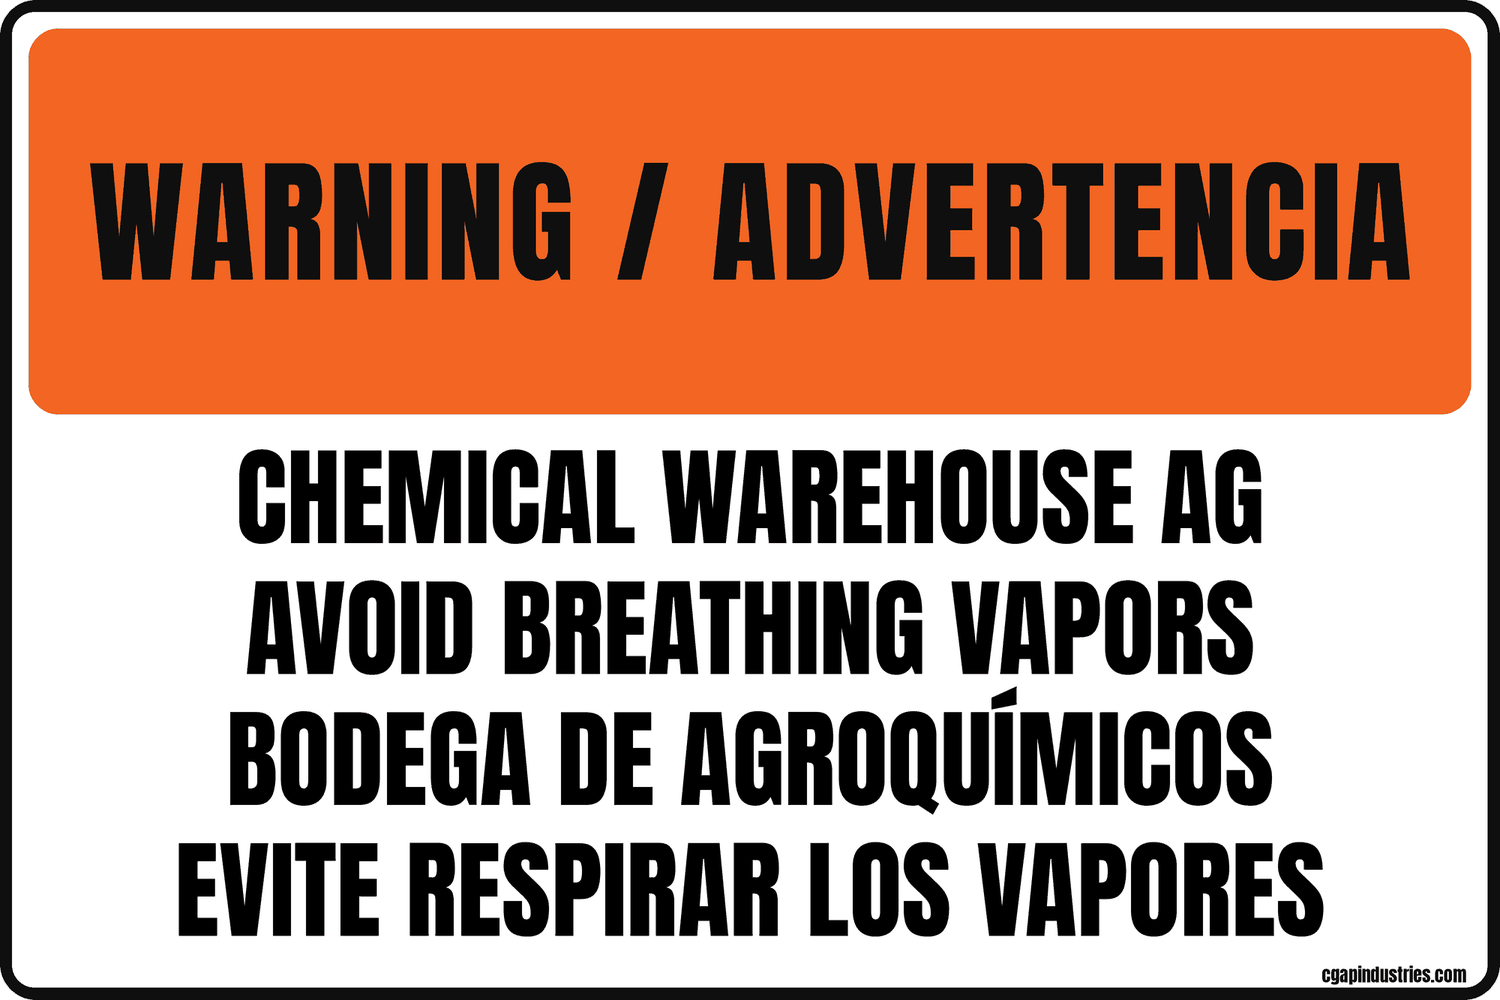 WARNING / ADVERTENCIA
CHEMICAL WAREHOUSE AG
AVOID BREATHING VAPORS
BODEGA DE AGROQUÍMICOS
EVITE RESPIRAR LOS VAPORES
cgapindustries.com